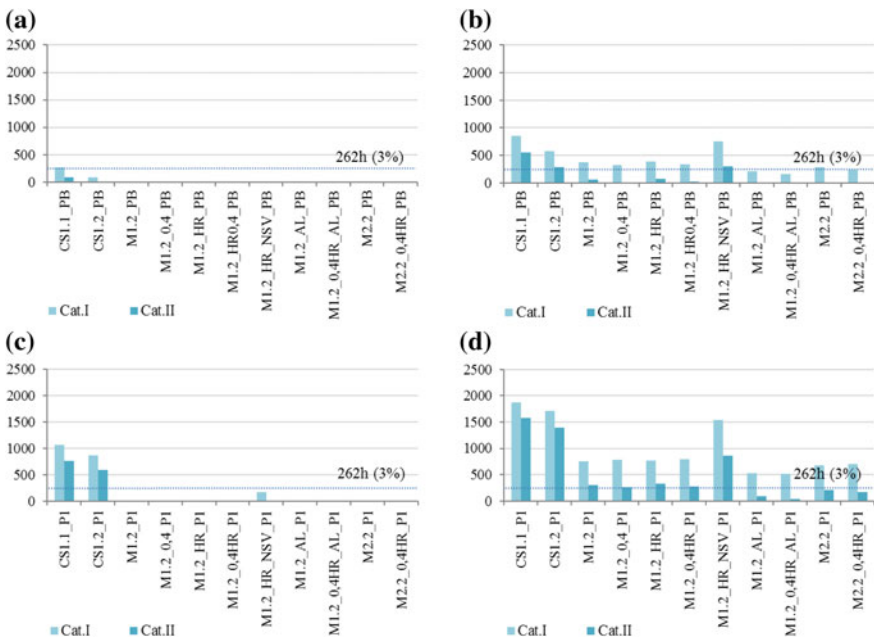 (a)
2500
2000
1500
1000
500
0
262h (3%)
CS1.1_PB
CS1.2_PB
M1.2_PB
M1.2_0,4_PB
M1.2_HR_PB
M1.2_HR0,4_PB
M1.2_HR_NSV_PB
M1.2_AL_PB
M1.2_0,4HR_AL_PB
M2.2_PB
M2.2_0,4HR_PB
Cat.I Cat.II
(b)
2500
2000
1500
1000
500
0
262h (3%)
CS1.1_PB
CS1.2_PB
M1.2_PB
M1.2_0,4_PB
M1.2_HR_PB
M1.2_HR0,4_PB
M1.2_HR_NSV_PB
M1.2_AL_PB
M1.2_0,4HR_AL_PB
M2.2_PB
M2.2_0,4HR_PB
Cat.I Cat.II
(c)
2500
2000
1500
1000
500
0
262h (3%)
CS1.1_P1
CS1.2_P1
M1.2_P1
M1.2_0,4_P1
M1.2_HR_P1
M1.2_0,4HR_P1
M1.2_HR_NSV_P1
M1.2_AL_P1
M1.2_0,4HR_AL_P1
M2.2_P1
M2.2_0,4HR_P1
Cat.I Cat.II
(d)
2500
2000
1500
1000
500
0
262h (3%)
CS1.1_P1
CS1.2_P1
M1.2_P1
M1.2_0,4_P1
M1.2_HR_P1
M1.2_0,4HR_P1
M1.2_HR_NSV_P1
M1.2_AL_P1
M1.2_0,4HR_AL_P1
M2.2_P1
M2.2_0,4HR_P1
Cat.I Cat.II